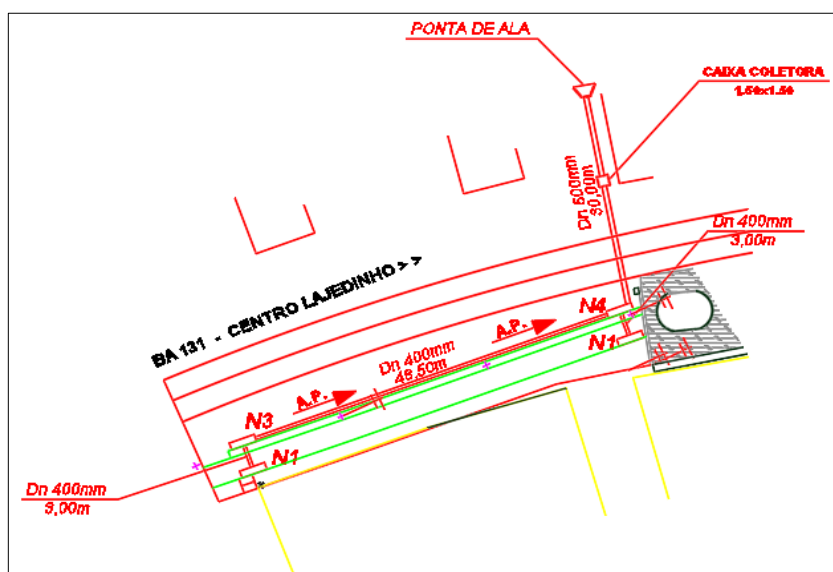 PONTA DE ALA
CAIXA COLETORA
1.50x1.50
Dn 600mm
30,00m
Dn 400mm
3,00m
BA 131 - CENTRO LAJEDINHO > >
N4
A.P.
N1
Dn 400mm
46,50m
A.P.
N3
N1
Dn 400mm
3,00m